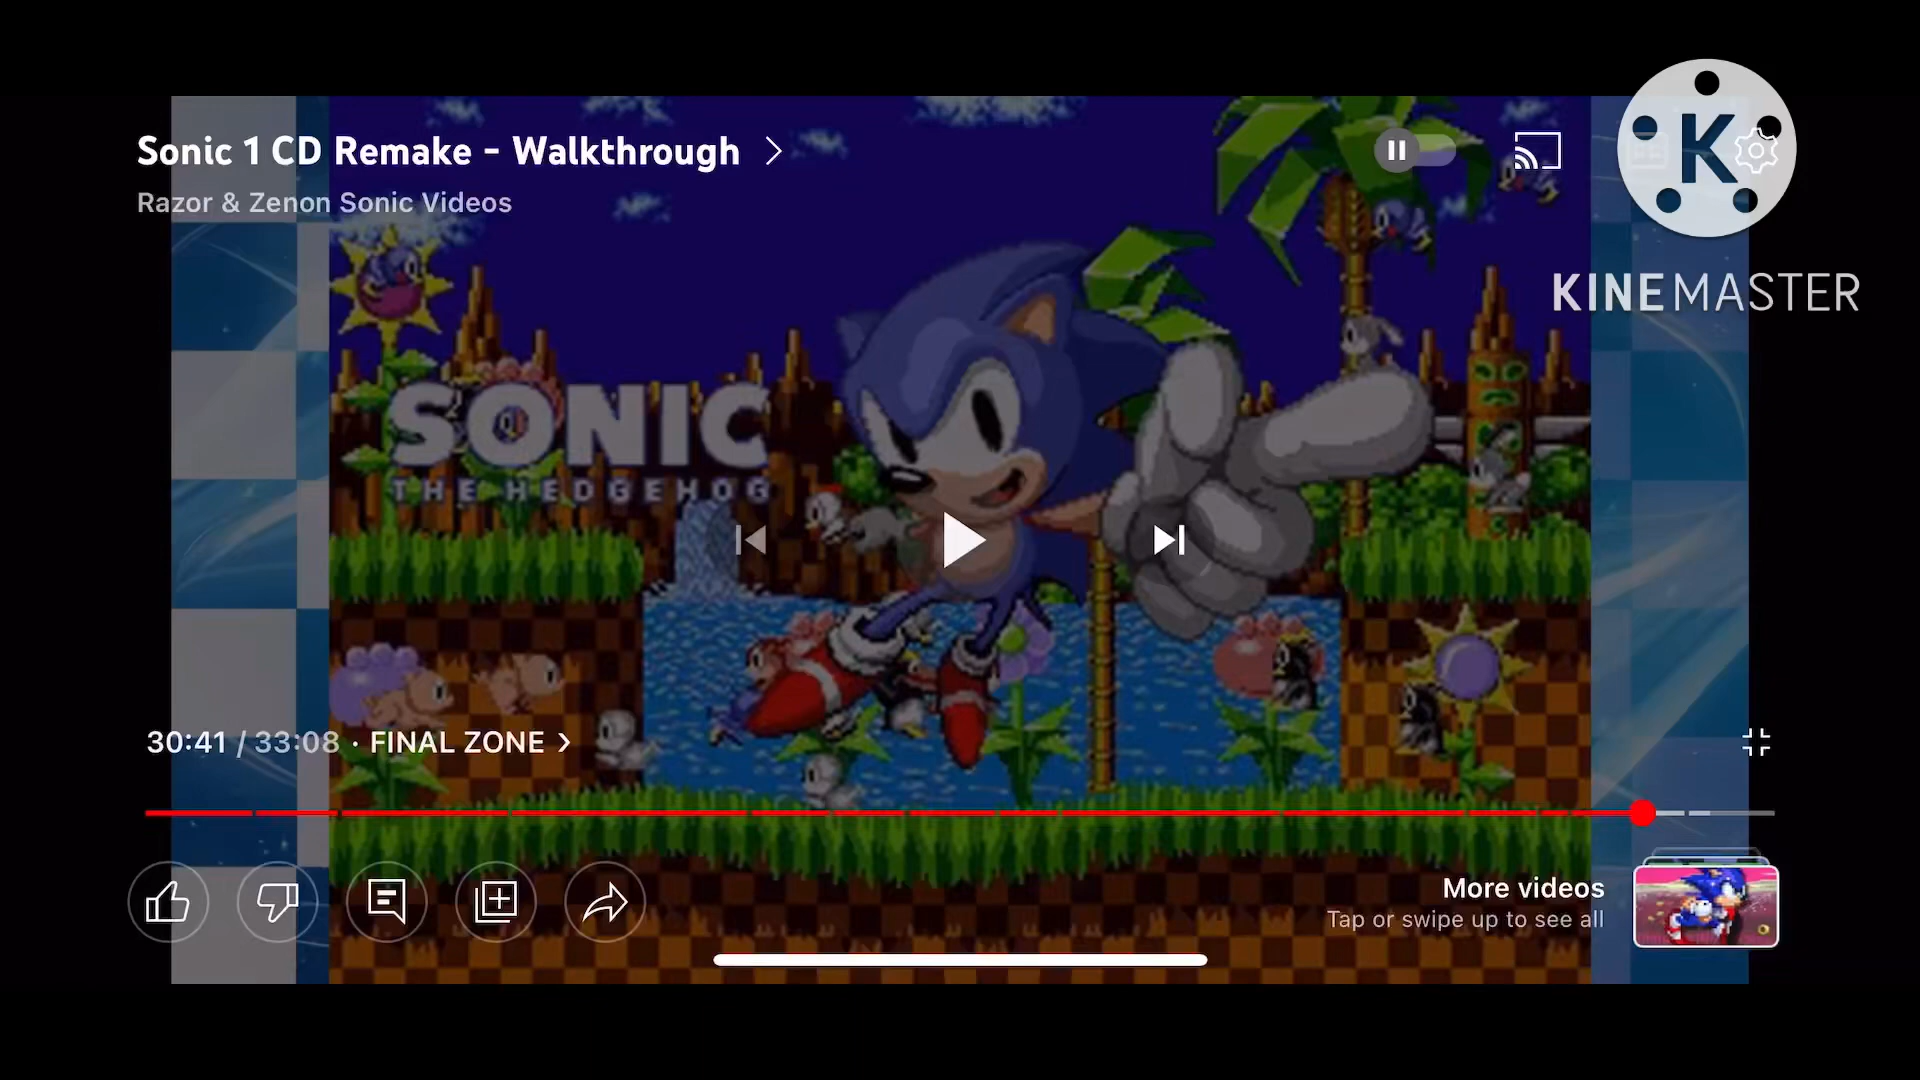 Sonic 1 CD Remake - Walkthrough
Razor & Zenon Sonic Videos
K
KINEMASTER
SONIC
THE HEDGEHOG
30:41 / 33:08 · FINAL ZONE
More videos
Tap or swipe up to see all